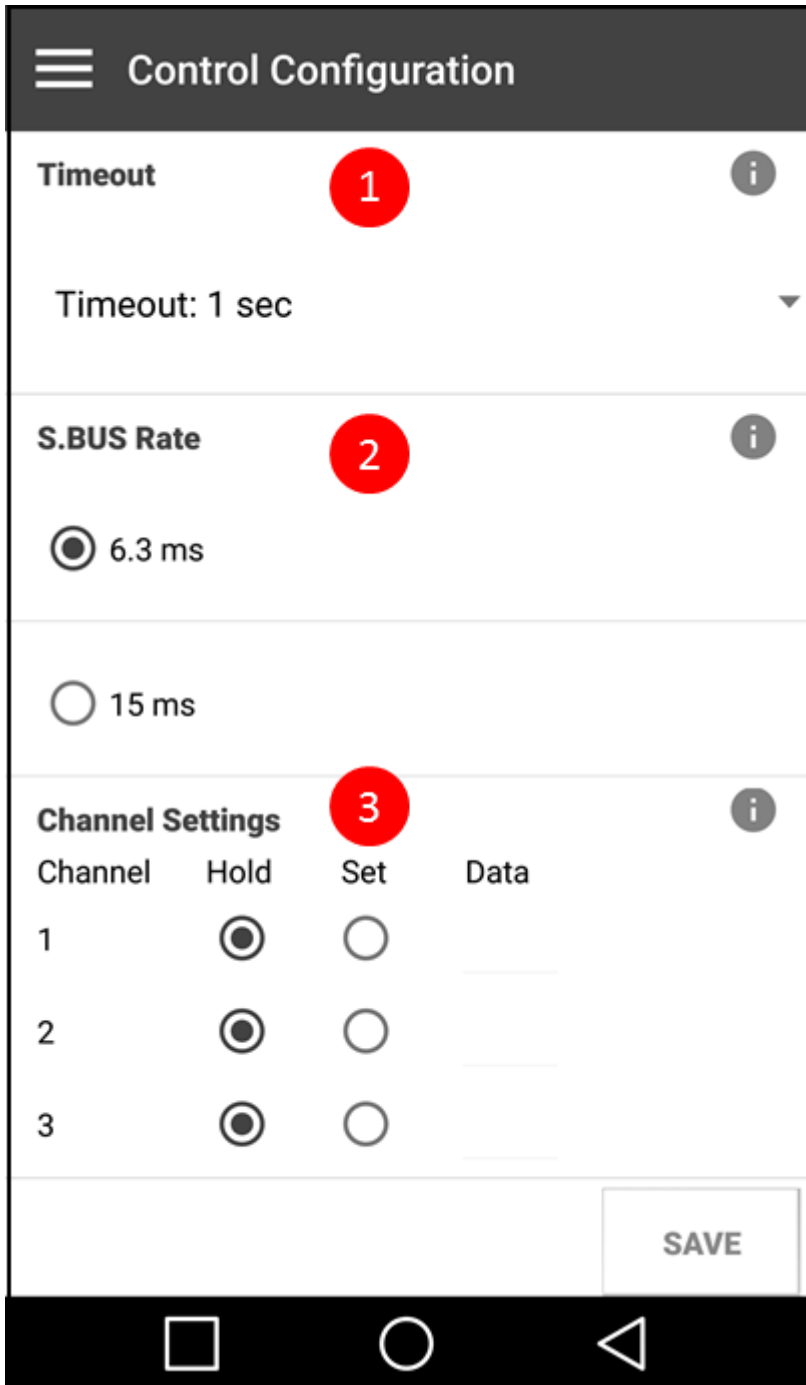 Control Configuration
Timeout 1 i
Timeout: 1 sec
S.BUS Rate 2 i
6.3 ms
15 ms
Channel Settings 3 i
Channel Hold Set Data
1
2
3
SAVE